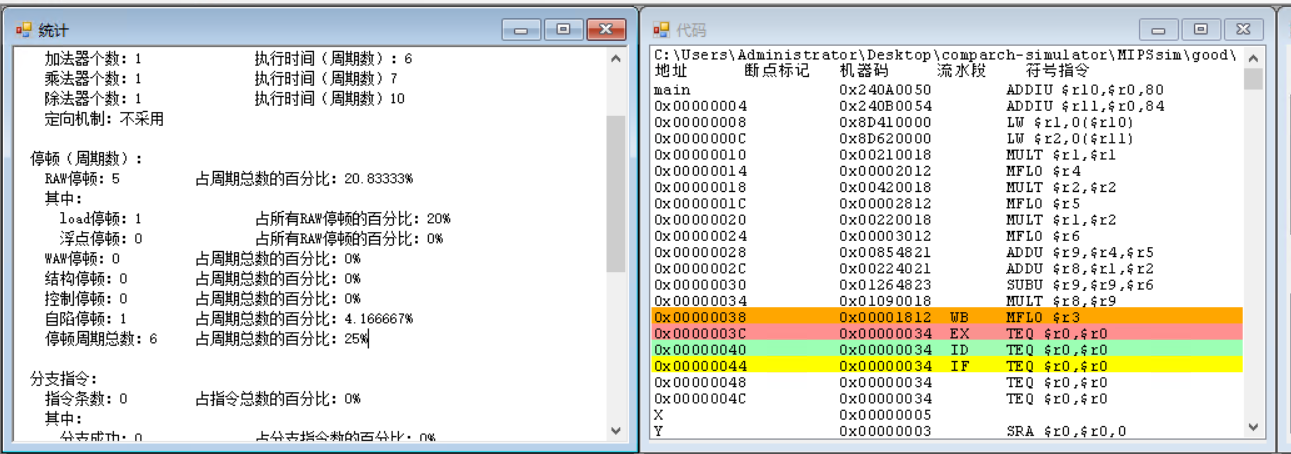 统计
加法器个数: 1 执行时间（周期数）: 6
乘法器个数: 1 执行时间（周期数）7
除法器个数: 1 执行时间（周期数）10
定向机制: 不采用
停顿（周期数）:
RAW停顿: 5 占周期总数的百分比: 20.83333%
其中:
load停顿: 1 占所有RAW停顿的百分比: 20%
浮点停顿: 0 占所有RAW停顿的百分比: 0%
WAW停顿: 0 占周期总数的百分比: 0%
结构停顿: 0 占周期总数的百分比: 0%
控制停顿: 0 占周期总数的百分比: 0%
自陷停顿: 1 占周期总数的百分比: 4.166667%
停顿周期总数: 6 占周期总数的百分比: 25%
分支指令:
指令条数: 0 占指令总数的百分比: 0%
其中:
分支成功: 0 占分支指令数的百分比: 0%
代码
C:\Users\Administrator\Desktop\comparch-simulator\MIPSsim\good\
地址 断点标记 机器码 流水段 符号指令
main 0x240A0050 ADDIU $r10,$r0,80
0x00000004 0x240B0054 ADDIU $r11,$r0,84
0x00000008 0x8D410000 LW $r1,0($r10)
0x0000000C 0x8D620000 LW $r2,0($r11)
0x00000010 0x00210018 MULT $r1,$r1
0x00000014 0x00002012 MFLO $r4
0x00000018 0x00420018 MULT $r2,$r2
0x0000001C 0x00002812 MFLO $r5
0x00000020 0x00220018 MULT $r1,$r2
0x00000024 0x00003012 MFLO $r6
0x00000028 0x00854821 ADDU $r9,$r4,$r5
0x0000002C 0x00224021 ADDU $r8,$r1,$r2
0x00000030 0x01264823 SUBU $r9,$r9,$r6
0x00000034 0x01090018 MULT $r8,$r9
0x00000038 0x00001812 WB MFLO $r3
0x0000003C 0x00000034 EX TEQ $r0,$r0
0x00000040 0x00000034 ID TEQ $r0,$r0
0x00000044 0x00000034 IF TEQ $r0,$r0
0x00000048 0x00000034 TEQ $r0,$r0
0x0000004C 0x00000034 TEQ $r0,$r0
X 0x00000005
Y 0x00000003 SRA $r0,$r0,0